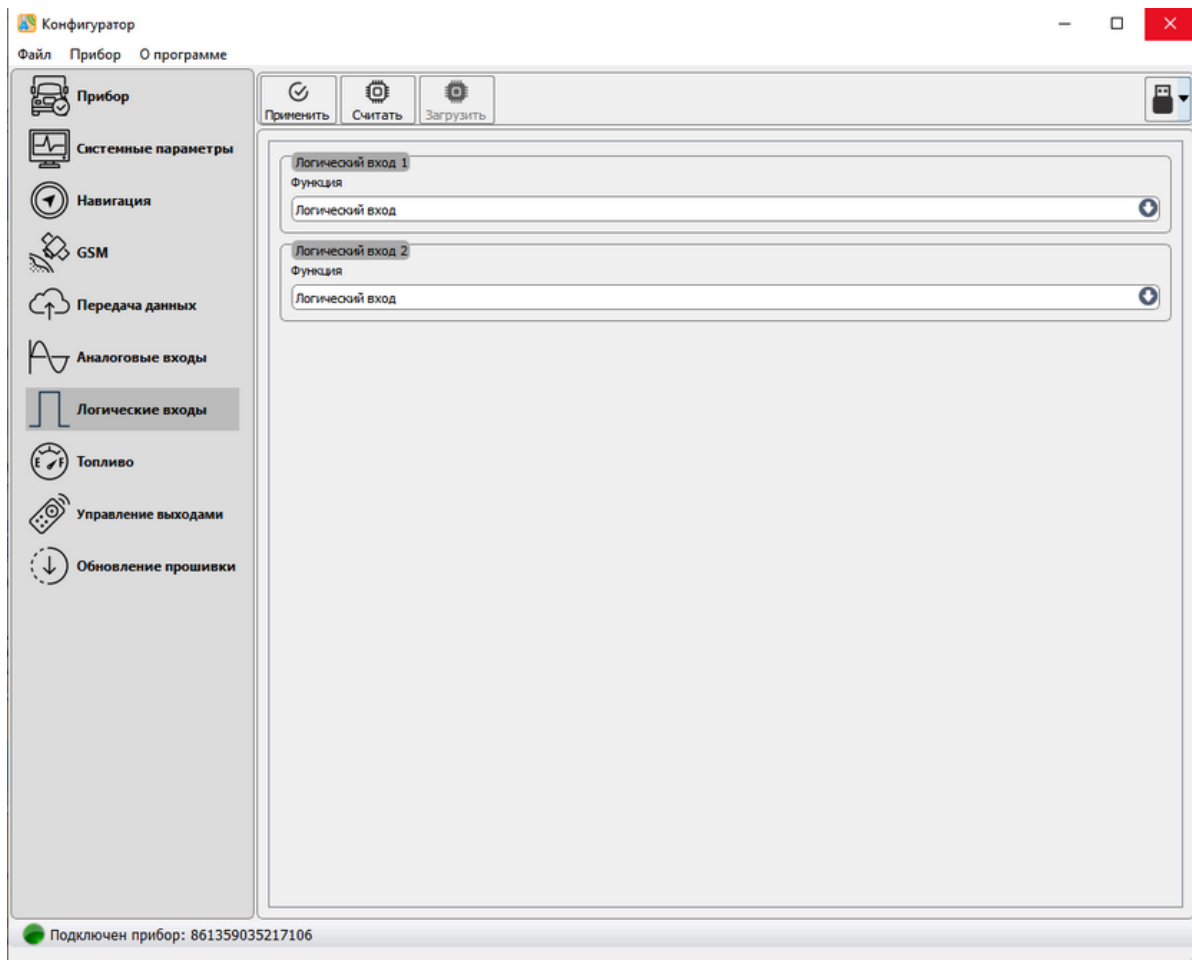 Конфигуратор
Файл Прибор О программе
Прибор
Системные параметры
Навигация
GSM
Передача данных
Аналоговые входы
Логические входы
Топливо
Управление выходами
Обновление прошивки
Применить Считать Загрузить
Логический вход 1
Функция
Логический вход
Логический вход 2
Функция
Логический вход
Подключен прибор: 861359035217106